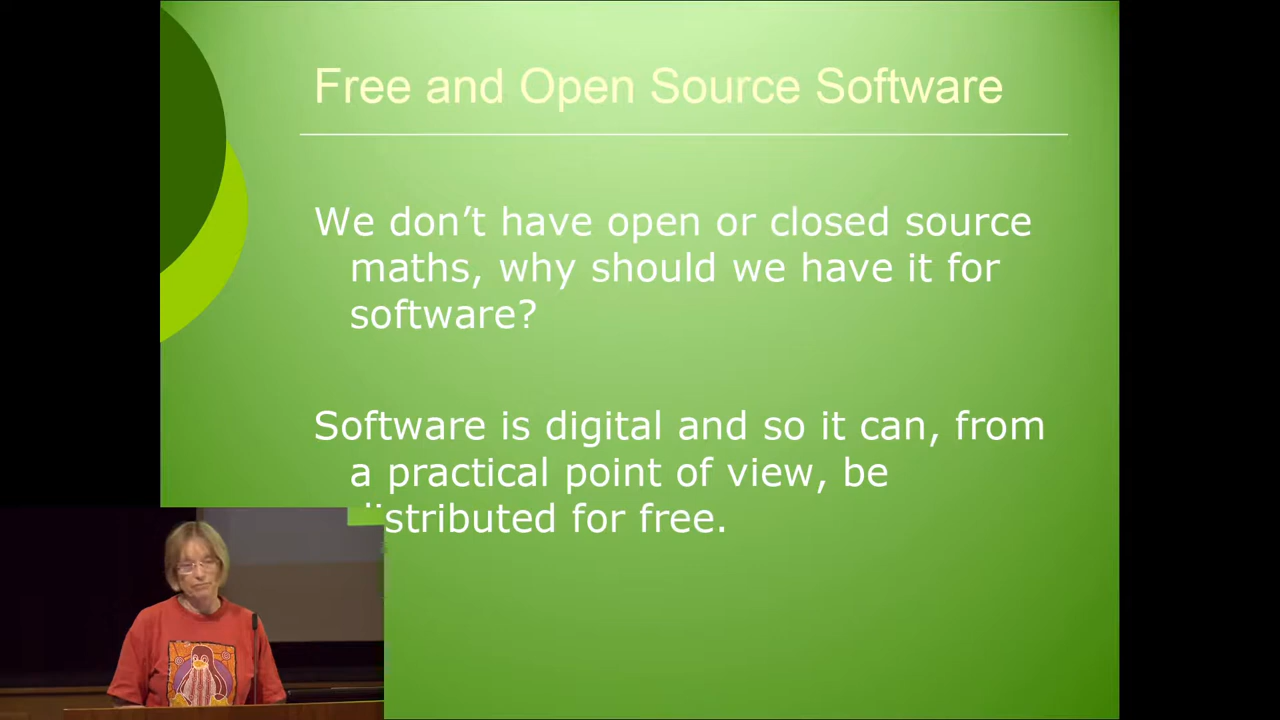 Free and Open Source Software
We don’t have open or closed source
maths, why should we have it for
software?
Software is digital and so it can, from
a practical point of view, be
distributed for free.